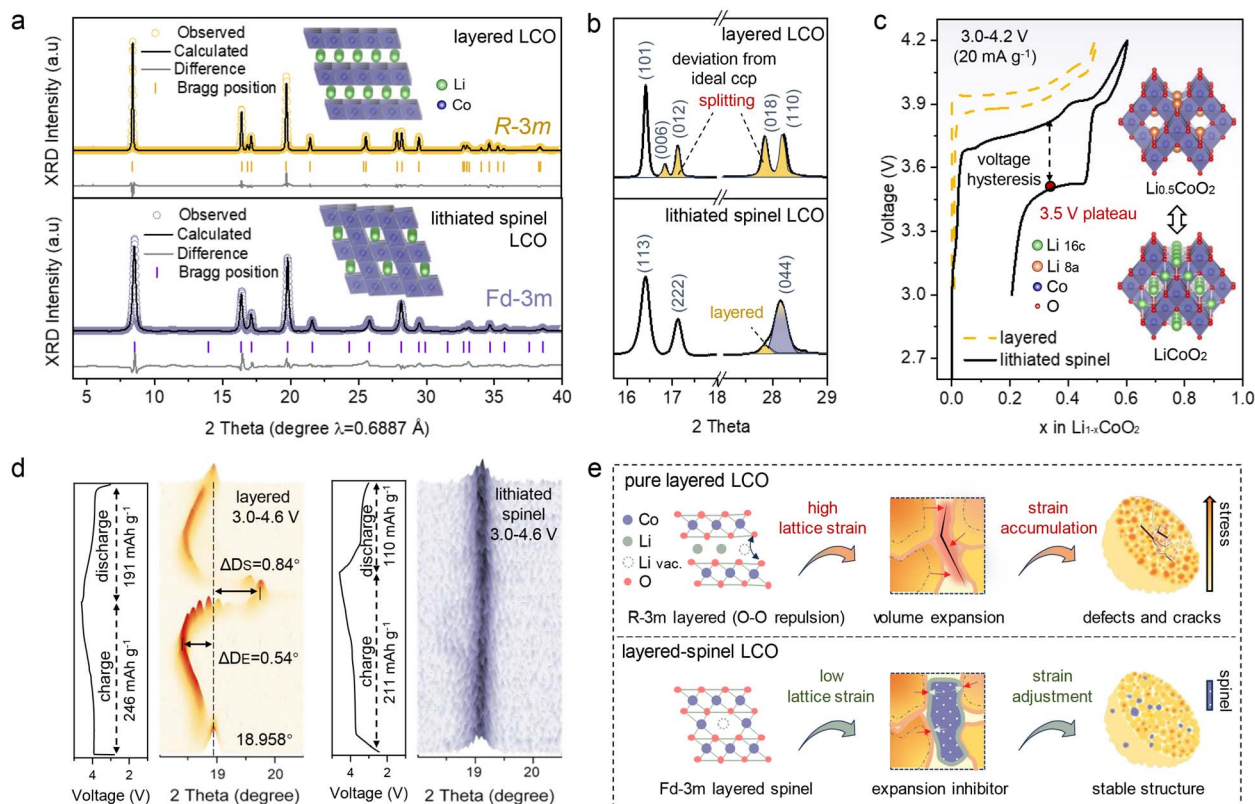 a
XRD Intensity (a.u)
Observed
Calculated
Difference
Bragg position
layered LCO
Li
Co
R-3m
XRD Intensity (a.u)
Observed
Calculated
Difference
Bragg position
lithiated spinel
LCO
Fd-3m
5 10 15 20 25 30 35 40
2 Theta (degree λ=0.6887 Å)
b
18
layered LCO
(101)
(006)
(012)
deviation from
ideal ccp
splitting
(018)
(110)
lithiated spinel LCO
(113)
(222)
(044)
layered
16 17 18 28 29
2 Theta
c
3.0-4.2 V
(20 mA g-1)
4.2
3.9
3.6
3.3
3.0
2.7
Voltage (V)
voltage
hysteresis
3.5 V plateau
Li 16c
Li 8a
Co
O
Li0.5CoO2
LiCoO2
layered
lithiated spinel
0.0 0.2 0.4 0.6 0.8 1.0
x in Li1-xCoO2
d
discharge
191 mAh g-1
charge
246 mAh g-1
4 2
Voltage (V)
layered
3.0-4.6 V
ΔDS=0.84°
ΔDE=0.54°
18.958°
19 20
2 Theta (degree)
discharge
110 mAh g-1
charge
211 mAh g-1
4 2
Voltage (V)
lithiated
spinel
3.0-4.6 V
19 20
2 Theta (degree)
e
pure layered LCO
Co
Li
Li vac.
O
high
lattice strain
strain
accumulation
stress
R-3m layered (O-O repulsion)
volume expansion
defects and cracks
layered-spinel LCO
low
lattice strain
strain
adjustment
spinel
Fd-3m layered spinel
expansion inhibitor
stable structure